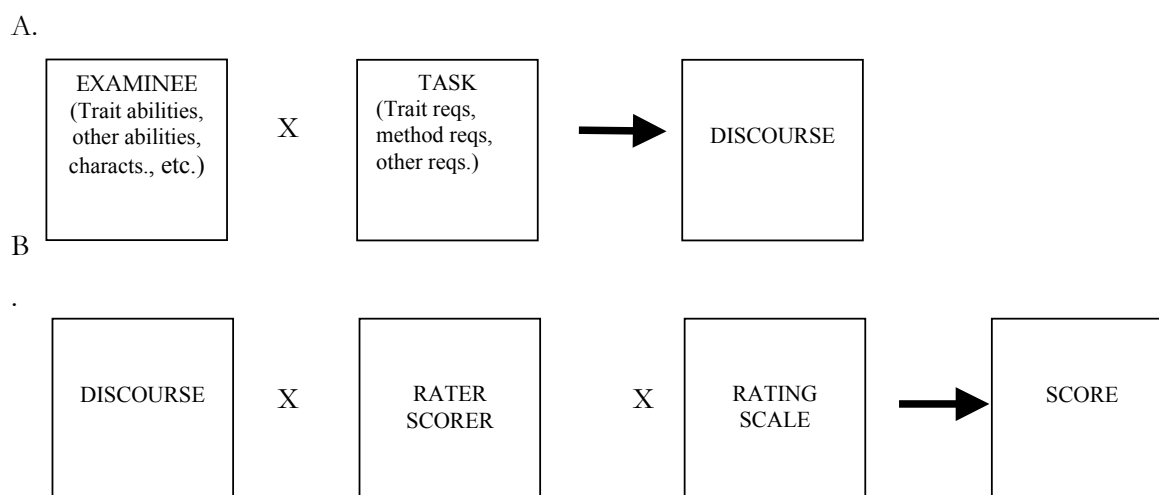 A.
EXAMINEE
(Trait abilities,
other abilities,
characts., etc.)
X
TASK
(Trait reqs,
method reqs,
other reqs.)
DISCOURSE
B
.
DISCOURSE
X
RATER
SCORER
X
RATING
SCALE
SCORE